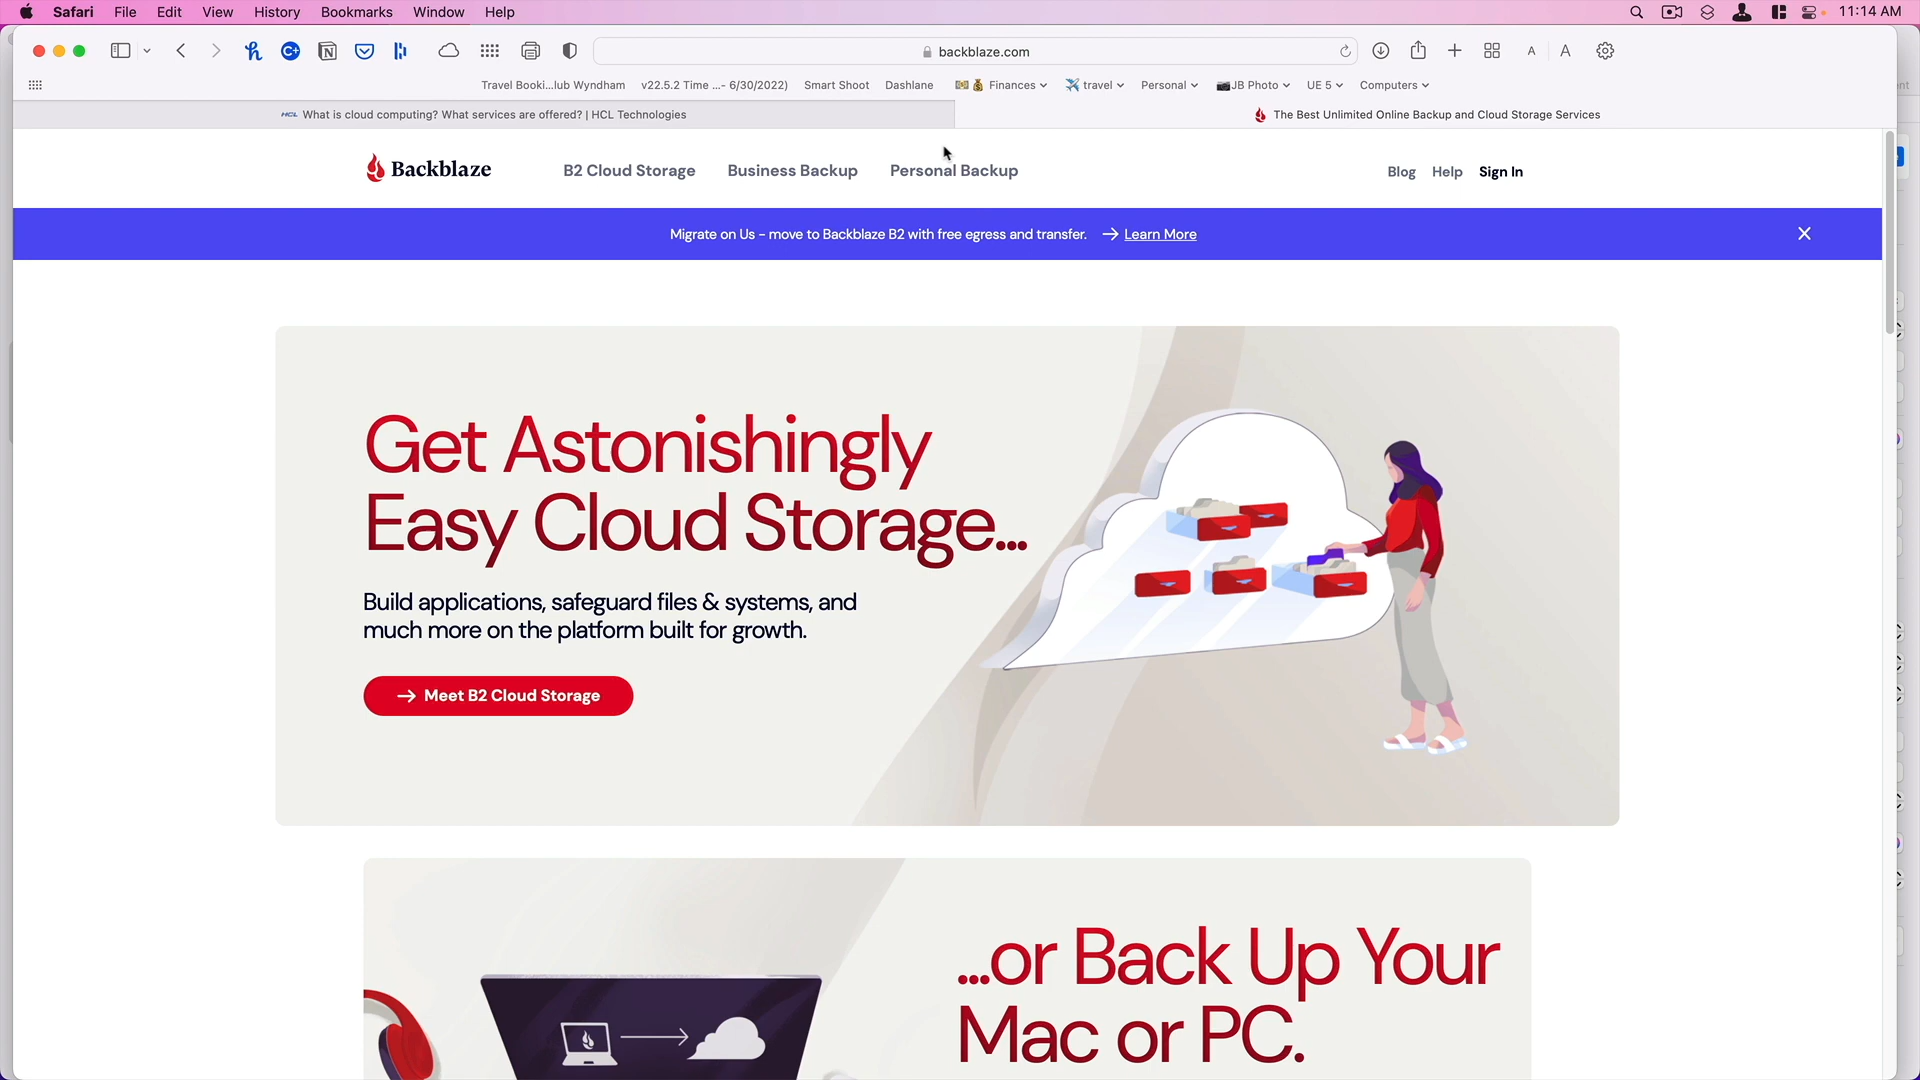 Safari File Edit View History Bookmarks Window Help 11:14 AM
backblaze.com
Travel Booki...lub Wyndham v22.5.2 Time ...- 6/30/2022) Smart Shoot Dashlane Finances travel Personal JB Photo UE 5 Computers
HCL What is cloud computing? What services are offered? | HCL Technologies The Best Unlimited Online Backup and Cloud Storage Services
Backblaze B2 Cloud Storage Business Backup Personal Backup Blog Help Sign In
Migrate on Us - move to Backblaze B2 with free egress and transfer. → Learn More
Get Astonishingly
Easy Cloud Storage...
Build applications, safeguard files & systems, and
much more on the platform built for growth.
→ Meet B2 Cloud Storage
...or Back Up Your
Mac or PC.